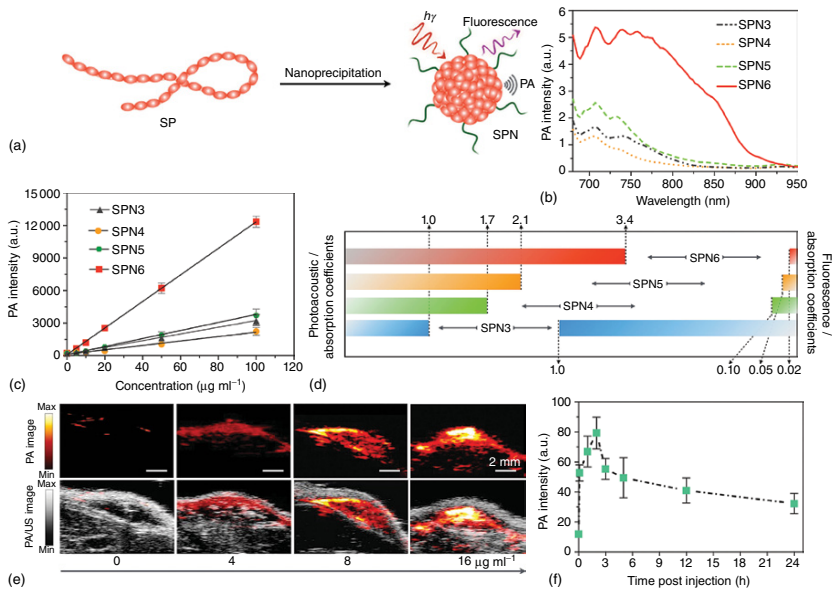 hγ
Fluorescence
Nanoprecipitation
PA
SP
SPN
(a)
PA intensity (a.u.)
6
5
4
3
2
1
0
SPN3
SPN4
SPN5
SPN6
700 750 800 850 900 950
Wavelength (nm)
(b)
PA intensity (a.u.)
15 000
12 000
9000
6000
3000
0
SPN3
SPN4
SPN5
SPN6
0 20 40 60 80 100 120
Concentration (μg ml⁻¹)
(c)
1.0 1.7 2.1 3.4
Photoacoustic /
absorption coefficients
SPN6
SPN5
SPN4
SPN3
Fluorescence /
absorption coefficients
1.0 0.10 0.05 0.02
(d)
Max
PA image
Min
2 mm
Max
PA/US image
Min
0 4 8 16 μg ml⁻¹
(e)
PA intensity (a.u.)
100
80
60
40
20
0
0 3 6 9 12 15 18 21 24
Time post injection (h)
(f)